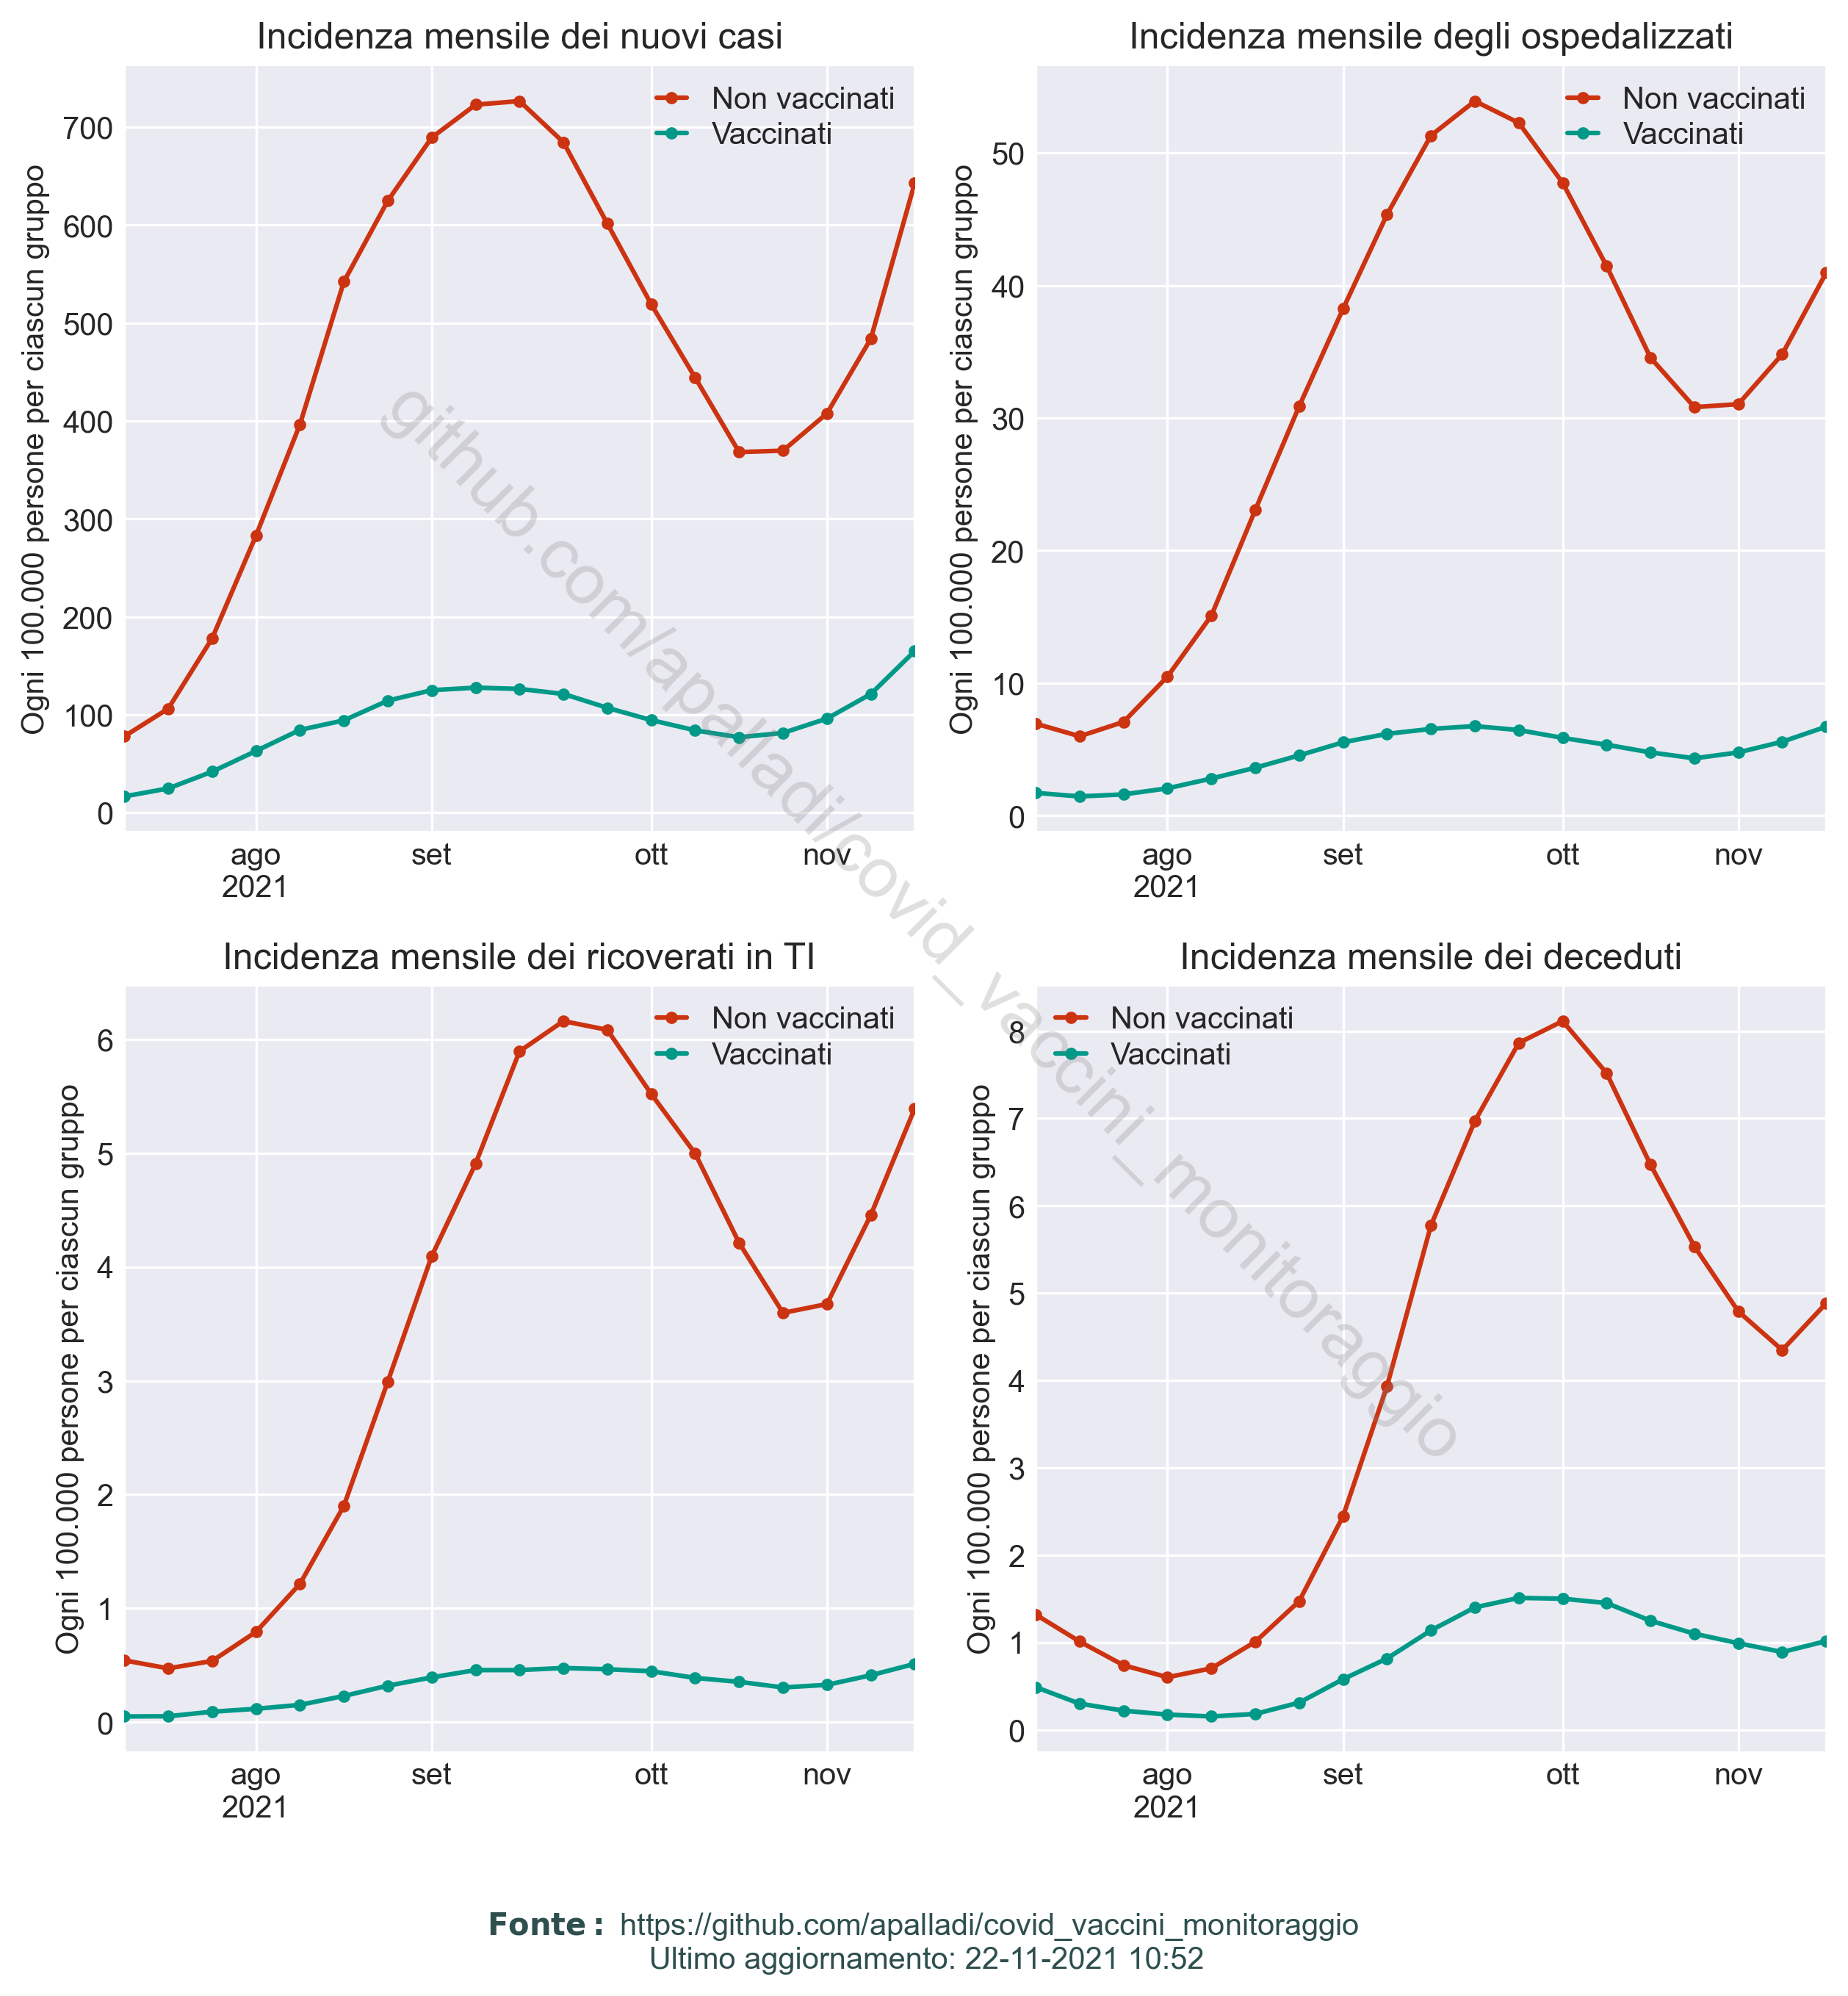 Incidenza mensile dei nuovi casi
Ogni 100.000 persone per ciascun gruppo
700
600
500
400
300
200
100
0
Non vaccinati
Vaccinati
ago
2021
set
ott
nov
Incidenza mensile degli ospedalizzati
Ogni 100.000 persone per ciascun gruppo
50
40
30
20
10
0
Non vaccinati
Vaccinati
ago
2021
set
ott
nov
Incidenza mensile dei ricoverati in TI
Ogni 100.000 persone per ciascun gruppo
6
5
4
3
2
1
0
Non vaccinati
Vaccinati
ago
2021
set
ott
nov
Incidenza mensile dei deceduti
Ogni 100.000 persone per ciascun gruppo
8
7
6
5
4
3
2
1
0
Non vaccinati
Vaccinati
ago
2021
set
ott
nov
github.com/apalladi/covid_vaccini_monitoraggio
Fonte: https://github.com/apalladi/covid_vaccini_monitoraggio
Ultimo aggiornamento: 22-11-2021 10:52